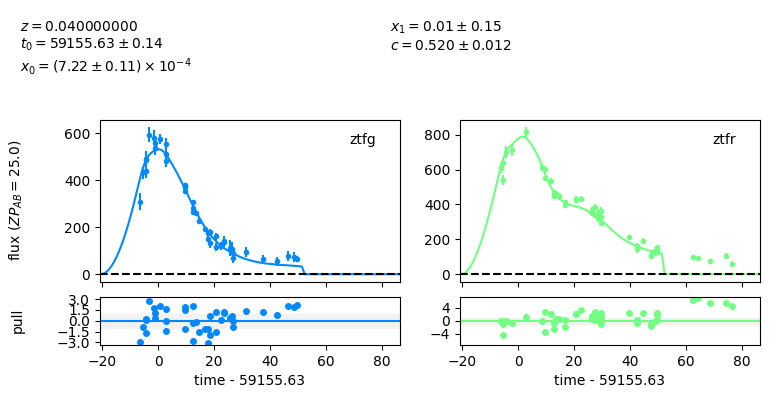 z = 0.040000000
t₀ = 59155.63 ± 0.14
x₀ = (7.22 ± 0.11) × 10⁻⁴
x₁ = 0.01 ± 0.15
c = 0.520 ± 0.012
flux (ZP_AB = 25.0)
600
400
200
0
ztfg
800
600
400
200
0
ztfr
pull
3.0
1.5
0.0
−1.5
−3.0
−20 0 20 40 60 80
time - 59155.63
4
0
−4
−20 0 20 40 60 80
time - 59155.63